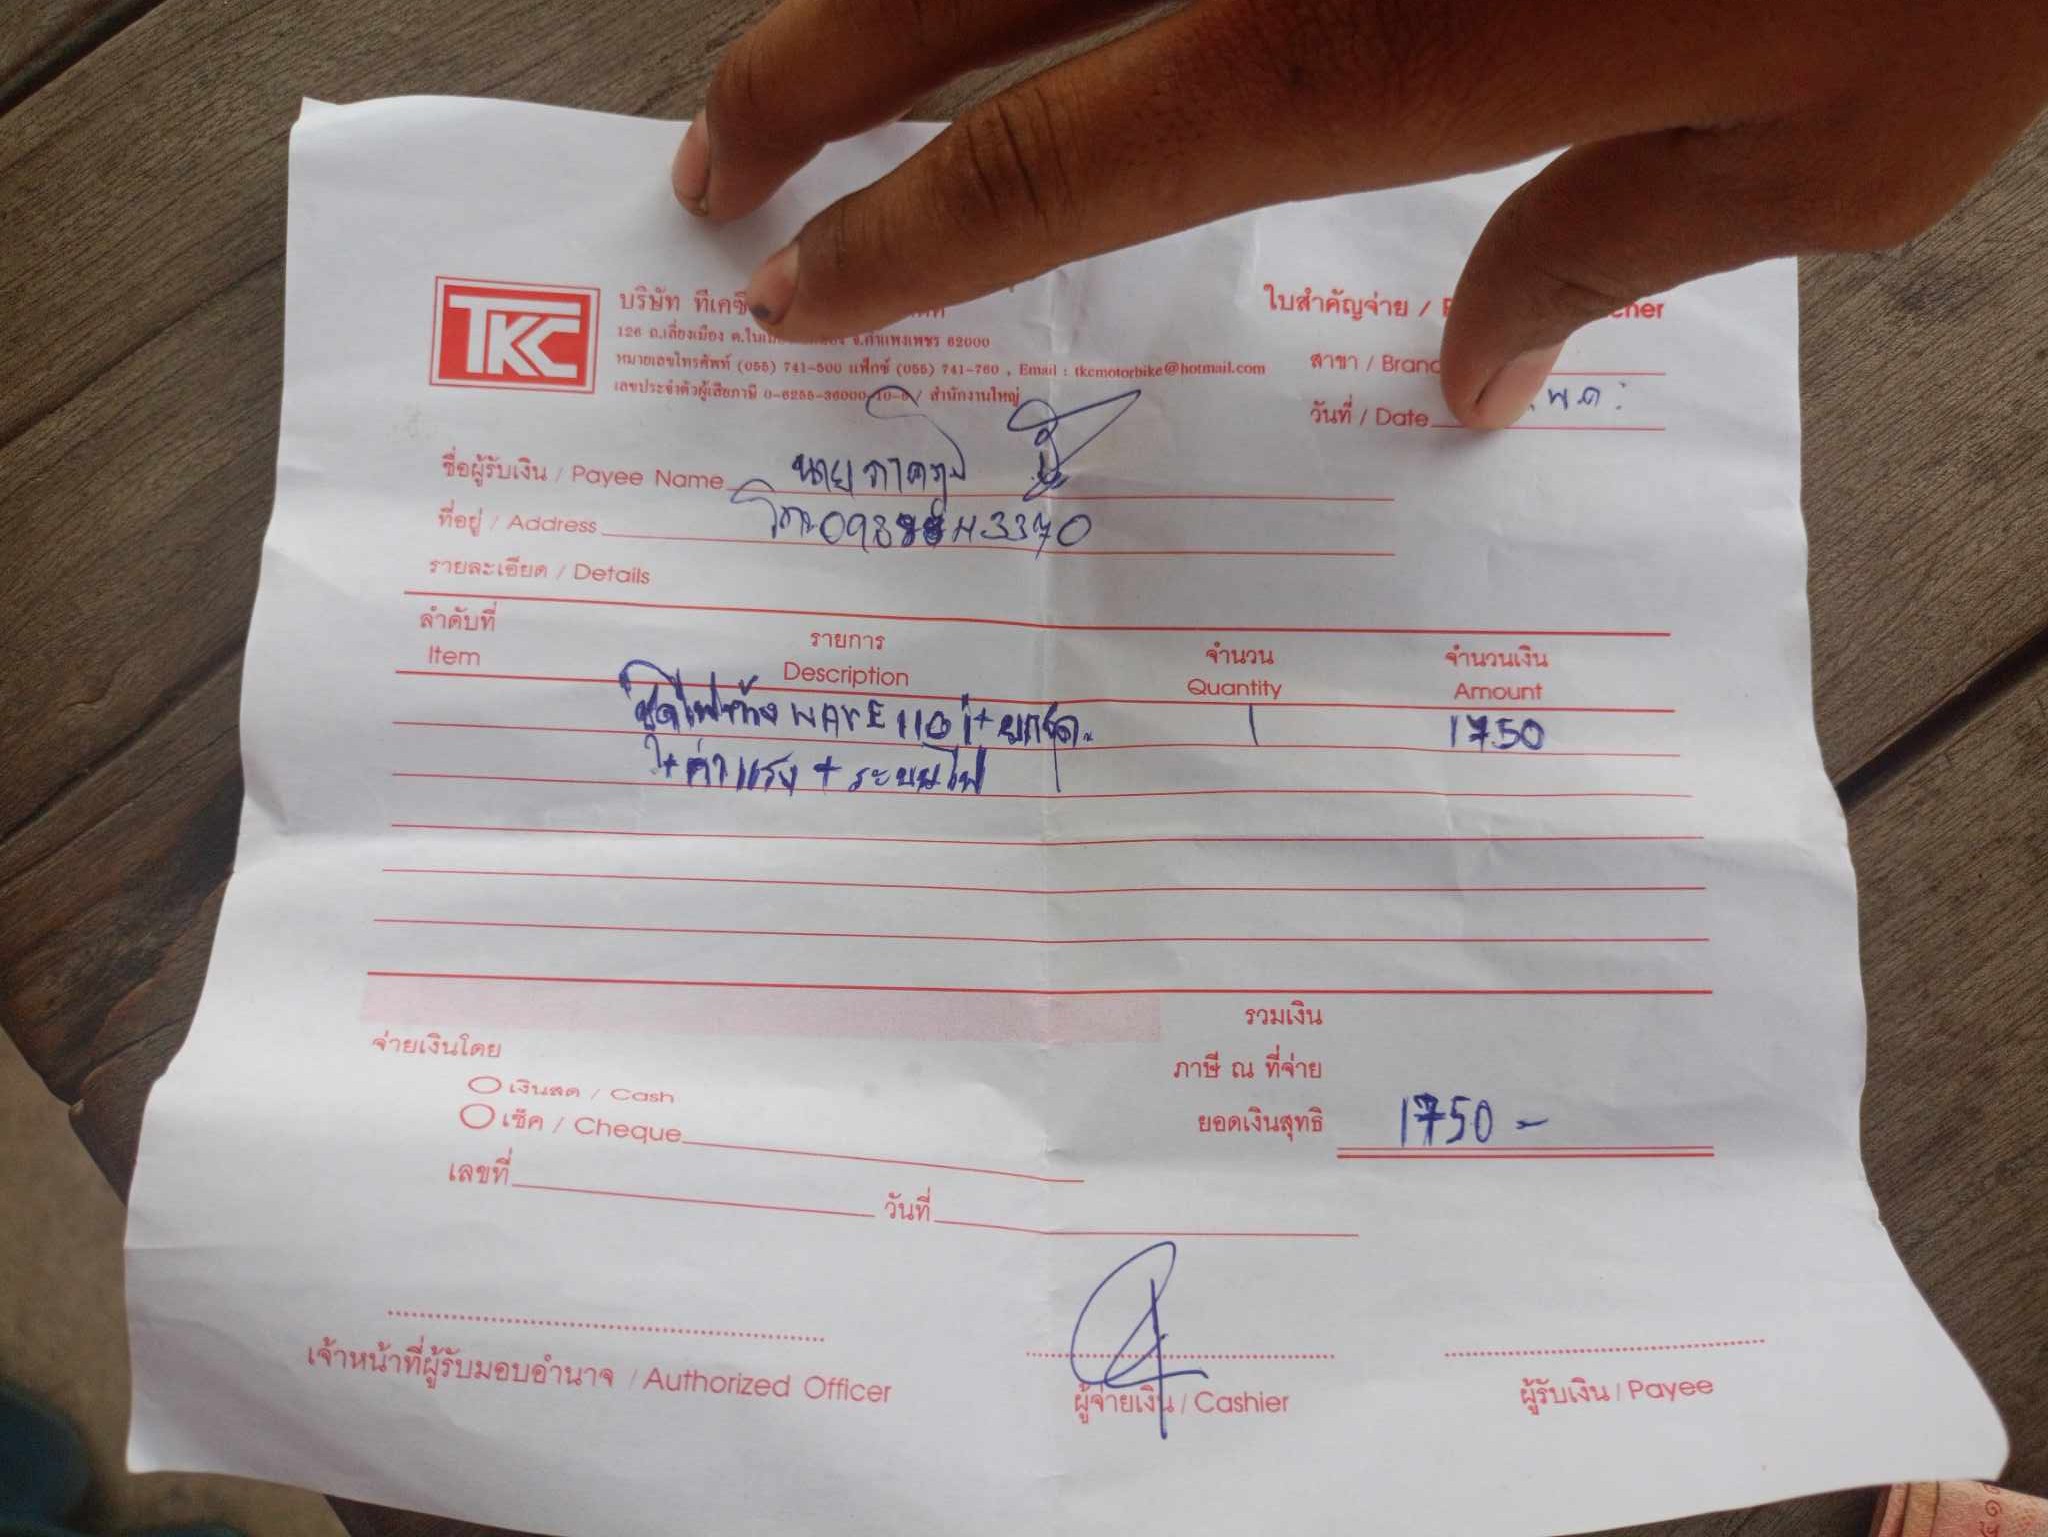 TKC
บริษัท ทีเคซี
ใบสำคัญจ่าย /
126 ถ.เลี่ยงเมือง ต.ในเมือง จ.กำแพงเพชร 62000
สาขา / Branc
หมายเลขโทรศัพท์ (055) 741-500 แฟ็กซ์ (055) 741-760 , Email : tkcmotorbike@hotmail.com
เลขประจำตัวผู้เสียภาษี 0-6255-36000-10-5 / สำนักงานใหญ่
วันที่ / Date พ.ค.
ชื่อผู้รับเงิน / Payee Name นาย
ที่อยู่ / Address โทร
รายละเอียด / Details
ลำดับที่ รายการ จำนวน จำนวนเงิน
Item Description Quantity Amount
ชุดไฟท้าย WAVE 110 i + ยกชุด 1 1750
+ ค่าแรง + ระบบไฟ
รวมเงิน
ภาษี ณ ที่จ่าย
ยอดเงินสุทธิ 1750 -
จ่ายเงินโดย
เงินสด / Cash
เช็ค / Cheque
เลขที่ วันที่
เจ้าหน้าที่ผู้รับมอบอำนาจ / Authorized Officer
ผู้จ่ายเงิน / Cashier
ผู้รับเงิน / Payee